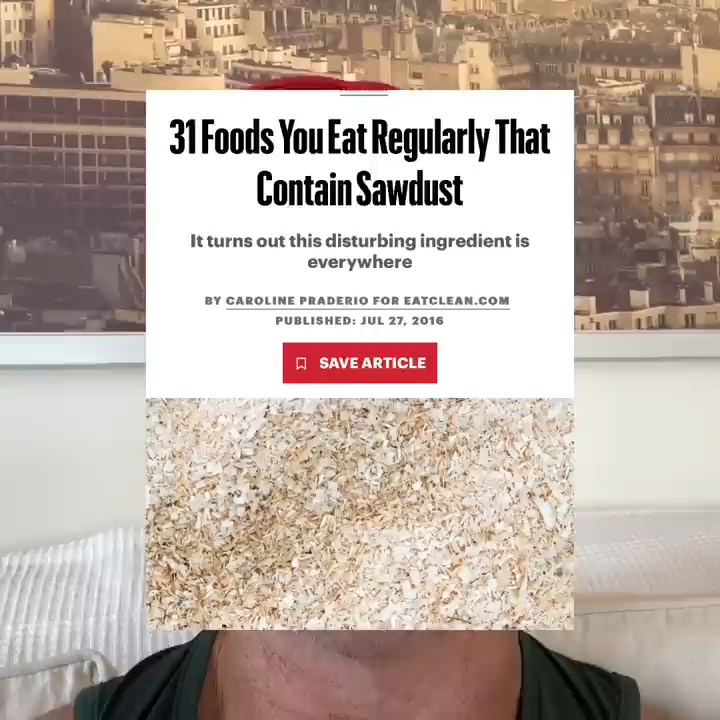 31 Foods You Eat Regularly That
Contain Sawdust
It turns out this disturbing ingredient is
everywhere
BY CAROLINE PRADERIO FOR EATCLEAN.COM
PUBLISHED: JUL 27, 2016
SAVE ARTICLE